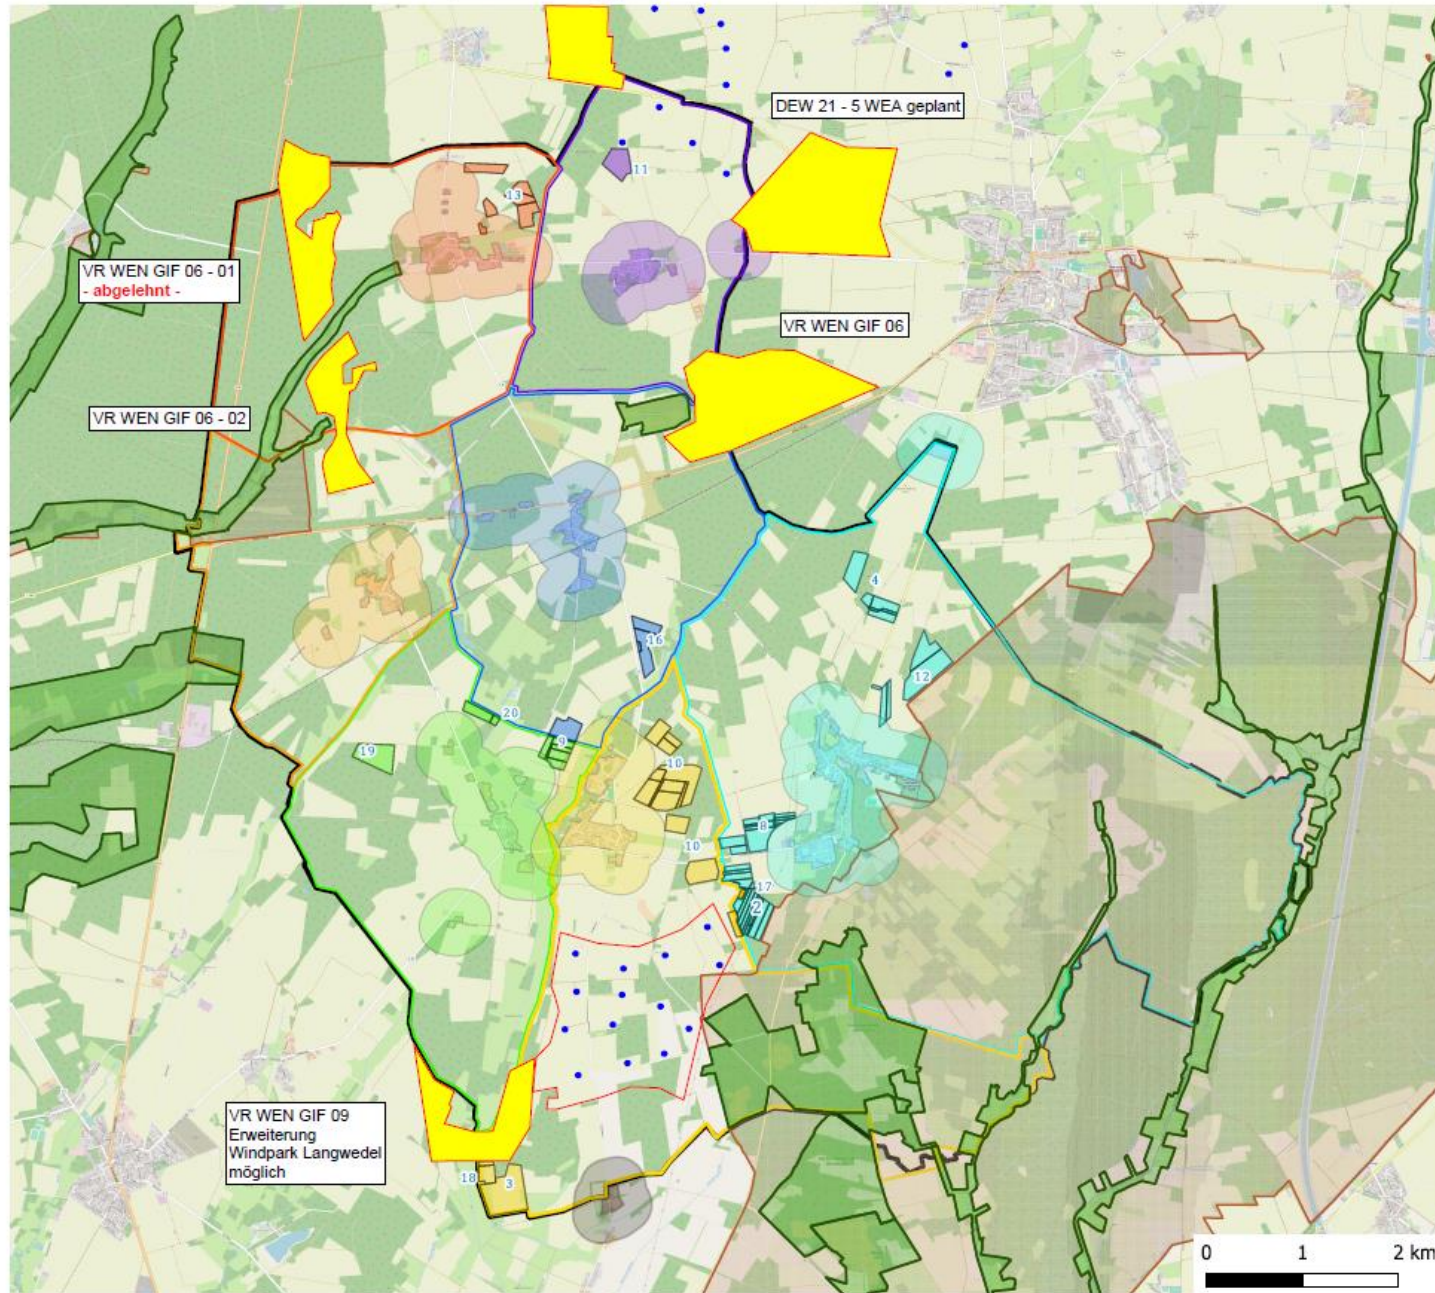 DEW 21 - 5 WEA geplant
11
13
VR WEN GIF 06 - 01
- abgelehnt -
VR WEN GIF 06
VR WEN GIF 06 - 02
4
16
12
20
19
9
10
8
10
17
2
VR WEN GIF 09
Erweiterung
Windpark Langwedel
möglich
18
3
0 1 2 km